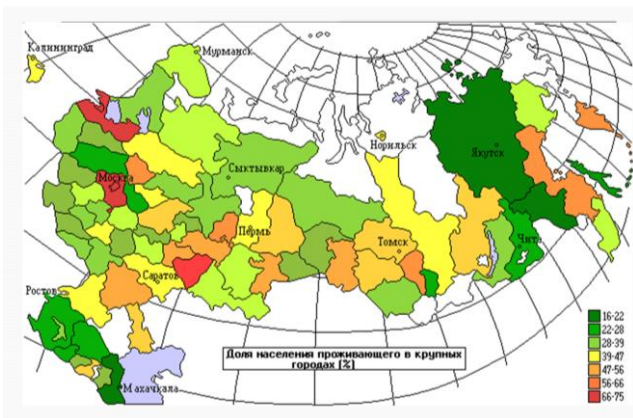 Калининград
Мурманск
Норильск
Якутск
Сыктывкар
Москва
Пермь
Томск
Чита
Саратов
Ростов
Махачкала
Доля населения проживающего в крупных
городах (%)
16-22
22-28
28-39
39-47
47-56
56-66
66-75